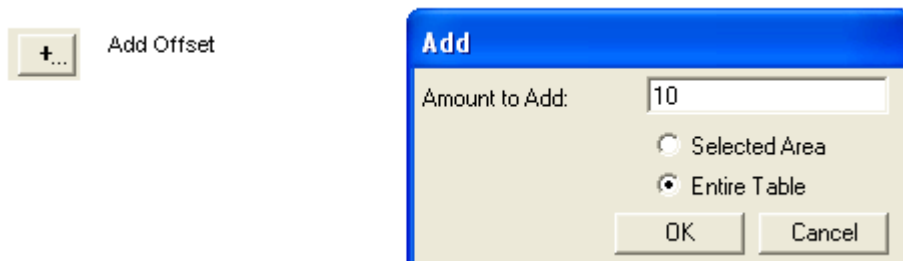 +...
Add Offset
Add
Amount to Add:
10
Selected Area
Entire Table
OK
Cancel